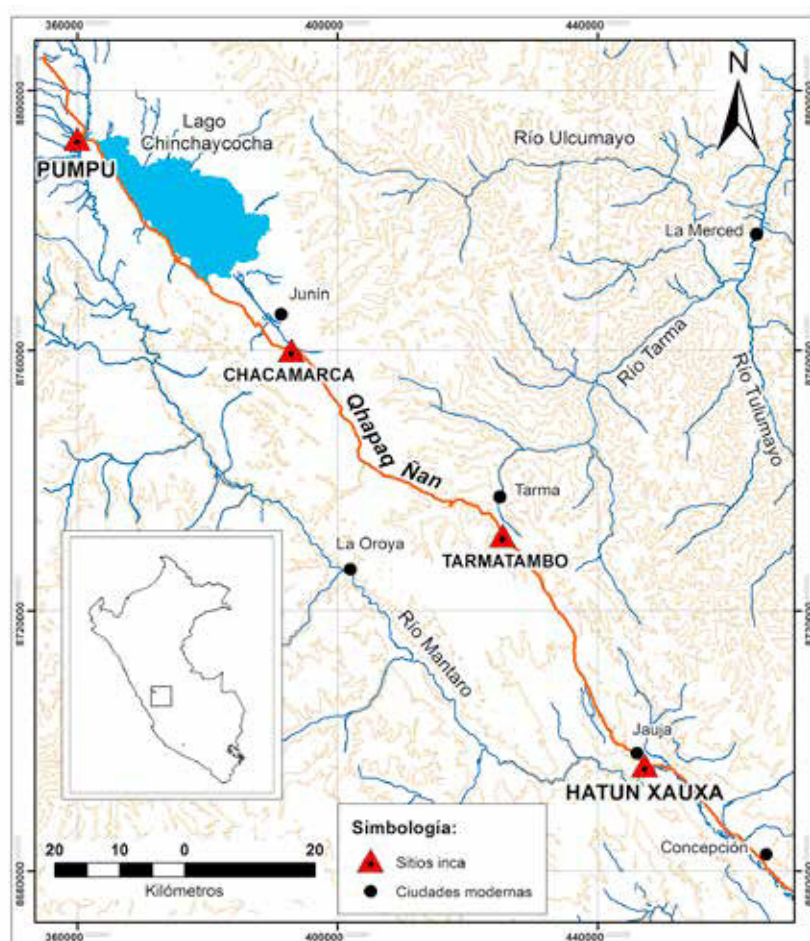 360000
400000
440000
8800000
N
Lago
Chinchaycocha
Río Ulcumayo
PUMPU
La Merced
Junin
8760000
8760000
CHACAMARCA
Río Tarma
Río Tulumayo
Qhapaq Ñan
Tarma
La Oroya
TARMATAMBO
8720000
Río Mantaro
Jauja
HATUN XAUXA
Simbología:
Concepción
20 10 0 20
Sitios inca
Kilómetros
Ciudades modernas
8680000
360000
400000
440000